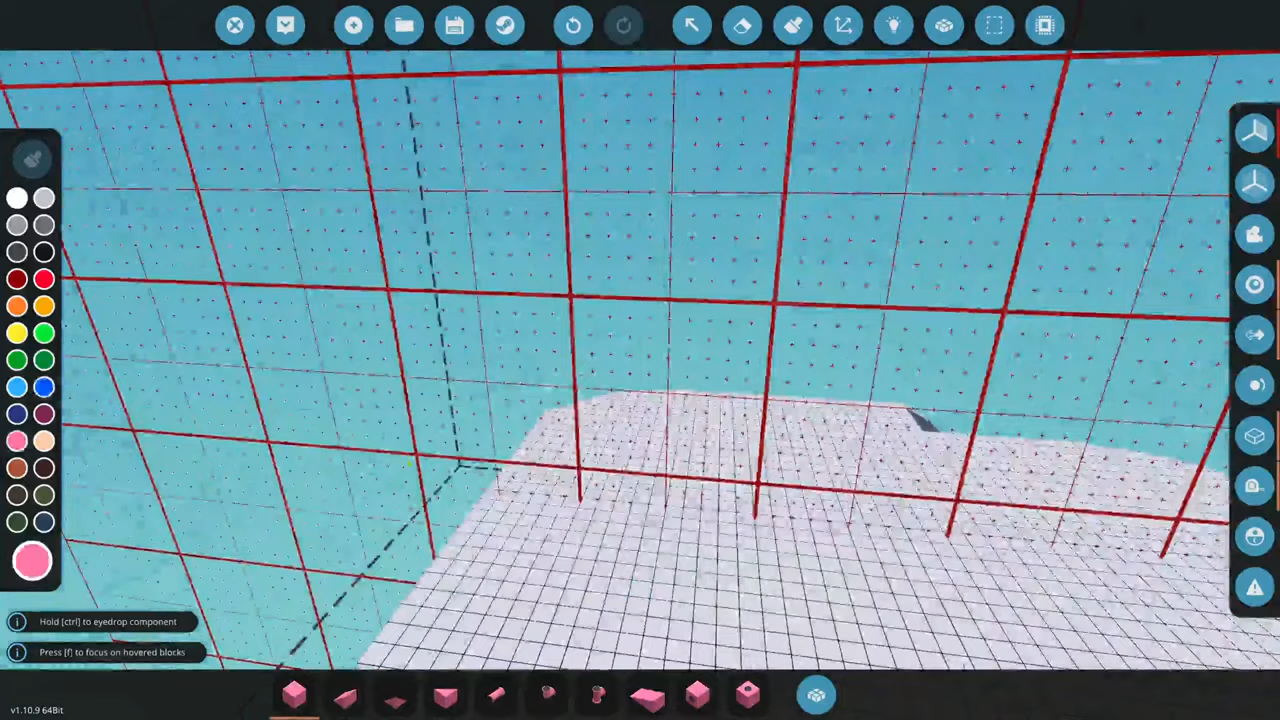 Hold [ctrl] to eyedrop component
Press [f] to focus on hovered blocks
v1.10.9 64Bit